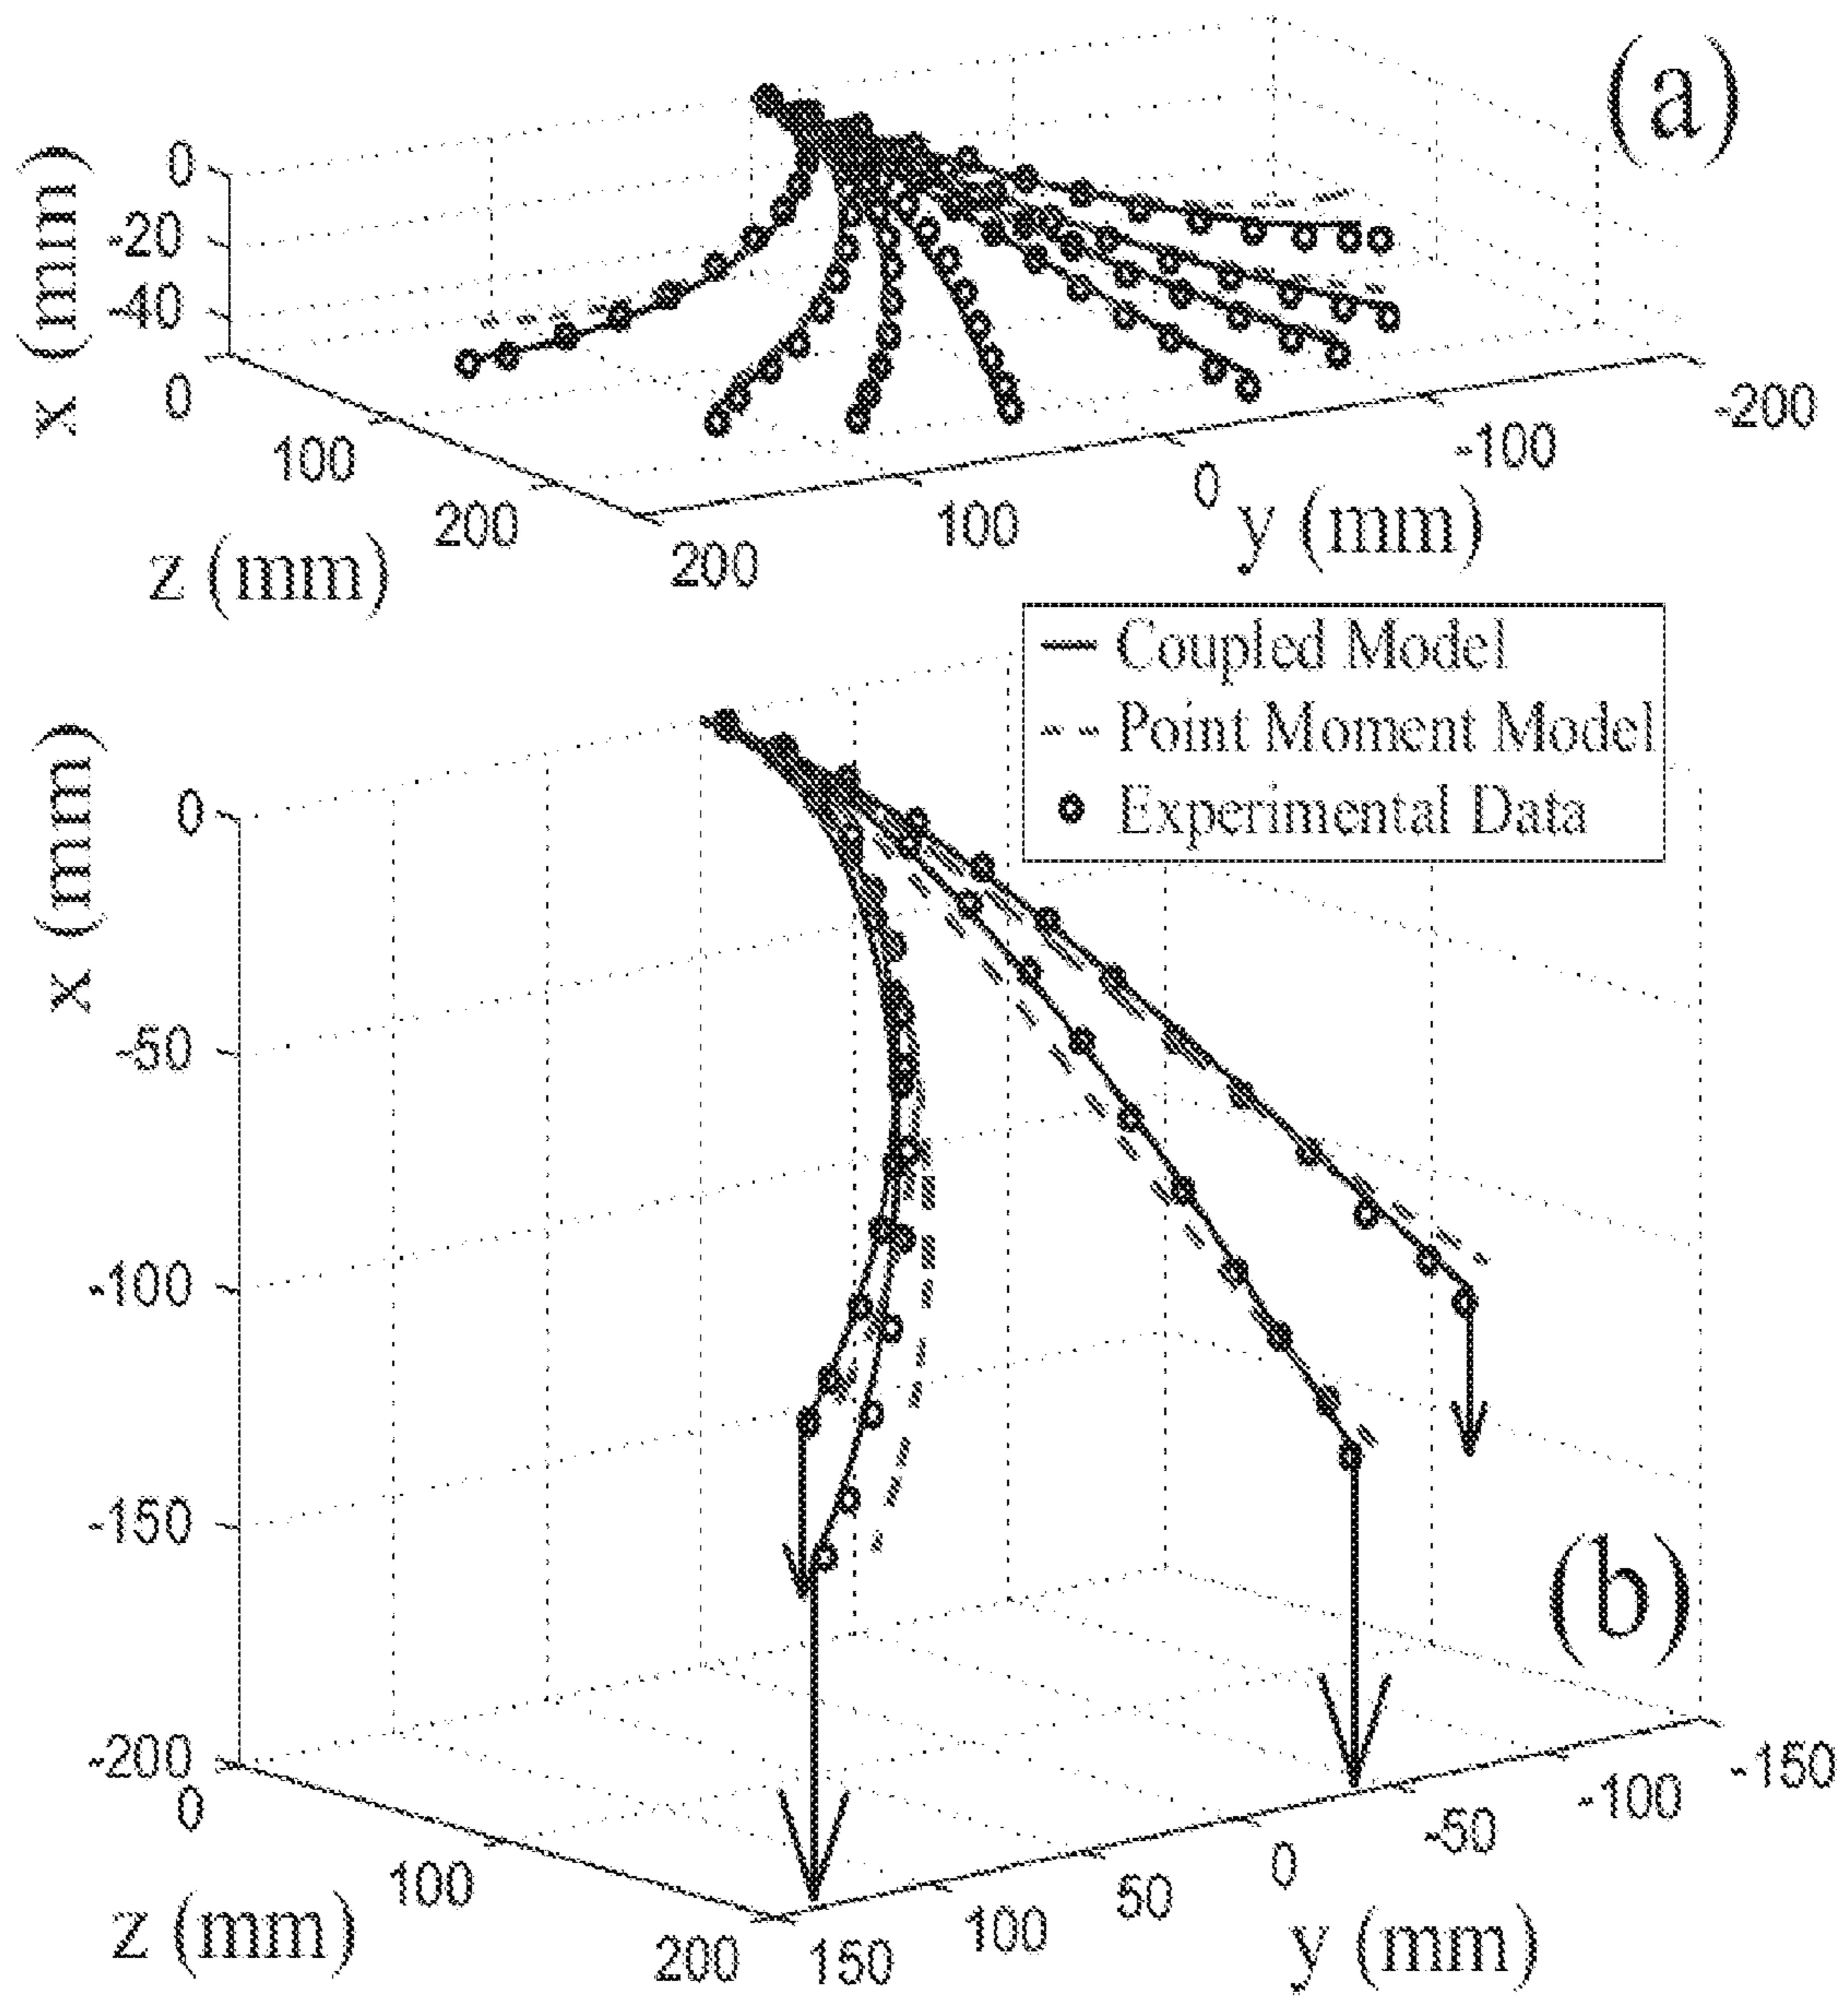 (a)
x (mm)
0
-20
-40
0
100
200
z (mm)
200
100
0
-100
-200
y (mm)
Coupled Model
Point Moment Model
Experimental Data
x (mm)
0
-50
-100
-150
-200
(b)
0
100
200
z (mm)
150
100
50
0
-50
-100
-150
y (mm)